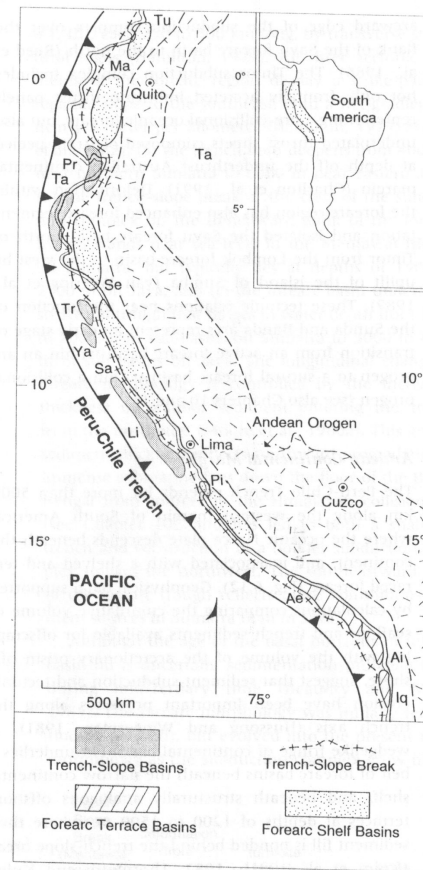 Tu
0°
Ma
Quito
0°
South
America
Pr
Ta
Ta
5°
Se
Tr
Ya
Sa
10°
10°
Peru-Chile Trench
Andean Orogen
Li
Lima
Pi
Cuzco
15°
15°
PACIFIC
Ae
Ai
500 km
75°
Iq
Trench-Slope Basins
Trench-Slope Break
Forearc Terrace Basins
Forearc Shelf Basins